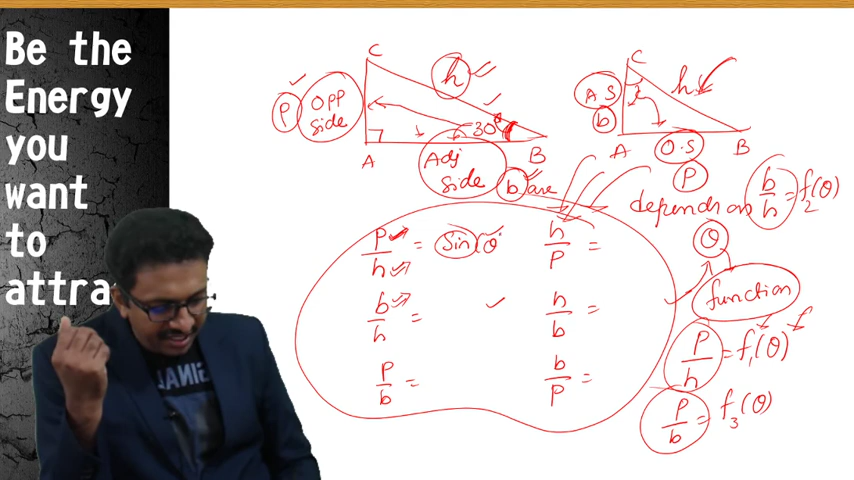 Be the
Energy
you
want
to
attra
C
h
P
opp
side
30°
A
Adj
side
B
b
are
C
A S
b
h
A
O.S
B
P
depends on
b/h = f2(θ)
θ
function
P/h = f1(θ)
f
P/b = f3(θ)
P/h = Sin θ
h/P =
b/h =
h/b =
P/b =
b/P =